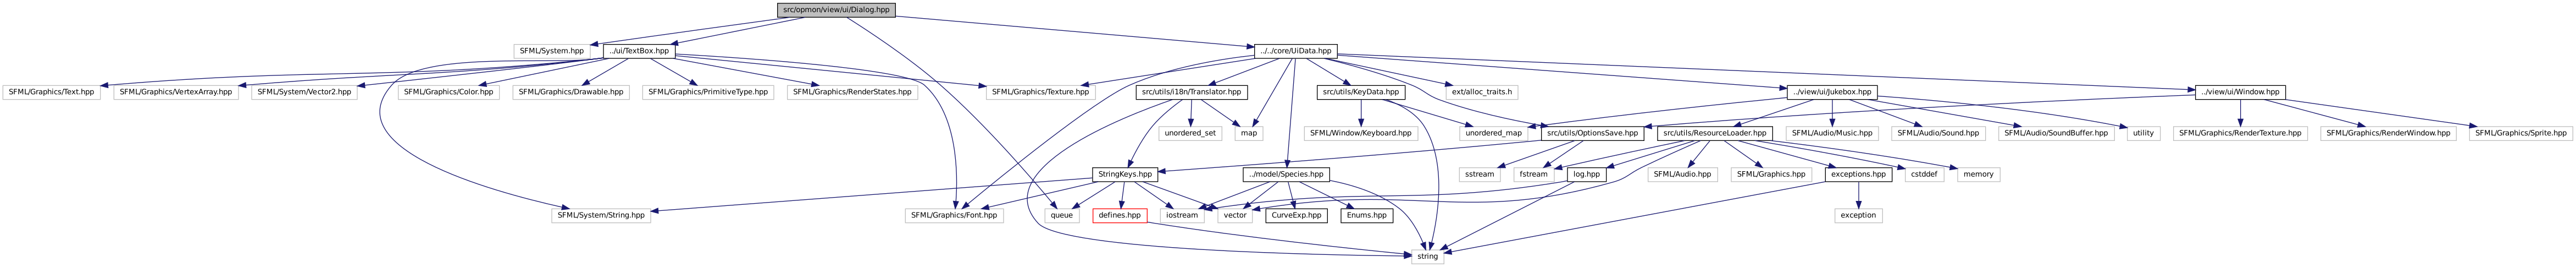 src/opmon/view/ui/Dialog.hpp
SFML/System.hpp
../ui/TextBox.hpp
../../core/UiData.hpp
SFML/Graphics/Text.hpp
SFML/Graphics/VertexArray.hpp
SFML/System/Vector2.hpp
SFML/Graphics/Color.hpp
SFML/Graphics/Drawable.hpp
SFML/Graphics/PrimitiveType.hpp
SFML/Graphics/RenderStates.hpp
SFML/Graphics/Texture.hpp
src/utils/i18n/Translator.hpp
src/utils/KeyData.hpp
ext/alloc_traits.h
../view/ui/Jukebox.hpp
../view/ui/Window.hpp
unordered_set
map
SFML/Window/Keyboard.hpp
unordered_map
src/utils/OptionsSave.hpp
src/utils/ResourceLoader.hpp
SFML/Audio/Music.hpp
SFML/Audio/Sound.hpp
SFML/Audio/SoundBuffer.hpp
utility
SFML/Graphics/RenderTexture.hpp
SFML/Graphics/RenderWindow.hpp
SFML/Graphics/Sprite.hpp
StringKeys.hpp
../model/Species.hpp
sstream
fstream
log.hpp
SFML/Audio.hpp
SFML/Graphics.hpp
exceptions.hpp
cstddef
memory
SFML/System/String.hpp
SFML/Graphics/Font.hpp
queue
defines.hpp
iostream
vector
CurveExp.hpp
Enums.hpp
exception
string